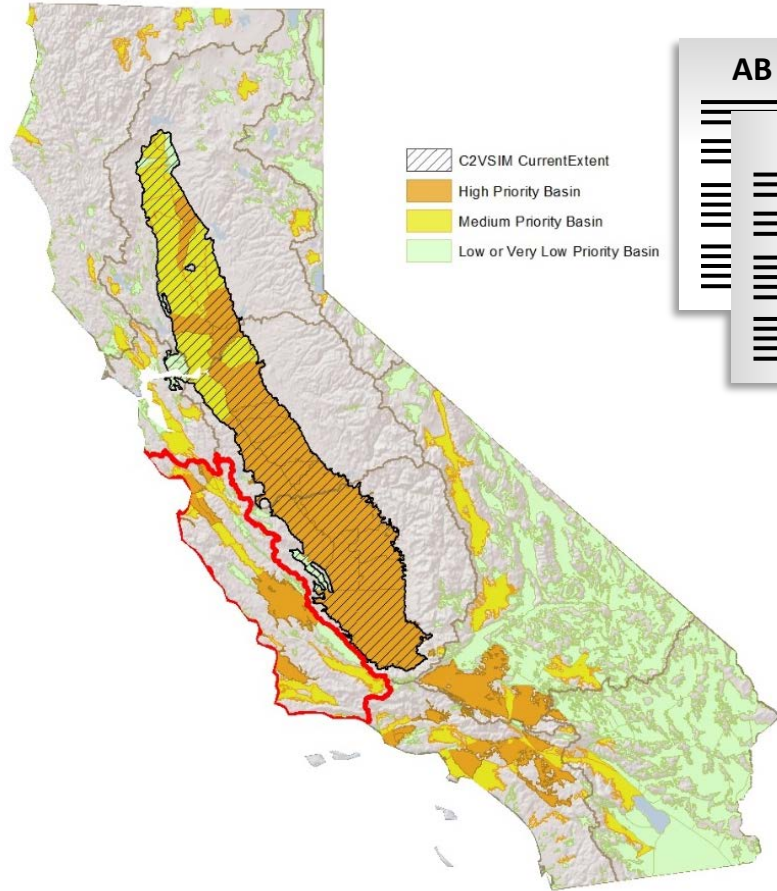 AB
C2VSIM CurrentExtent
High Priority Basin
Medium Priority Basin
Low or Very Low Priority Basin